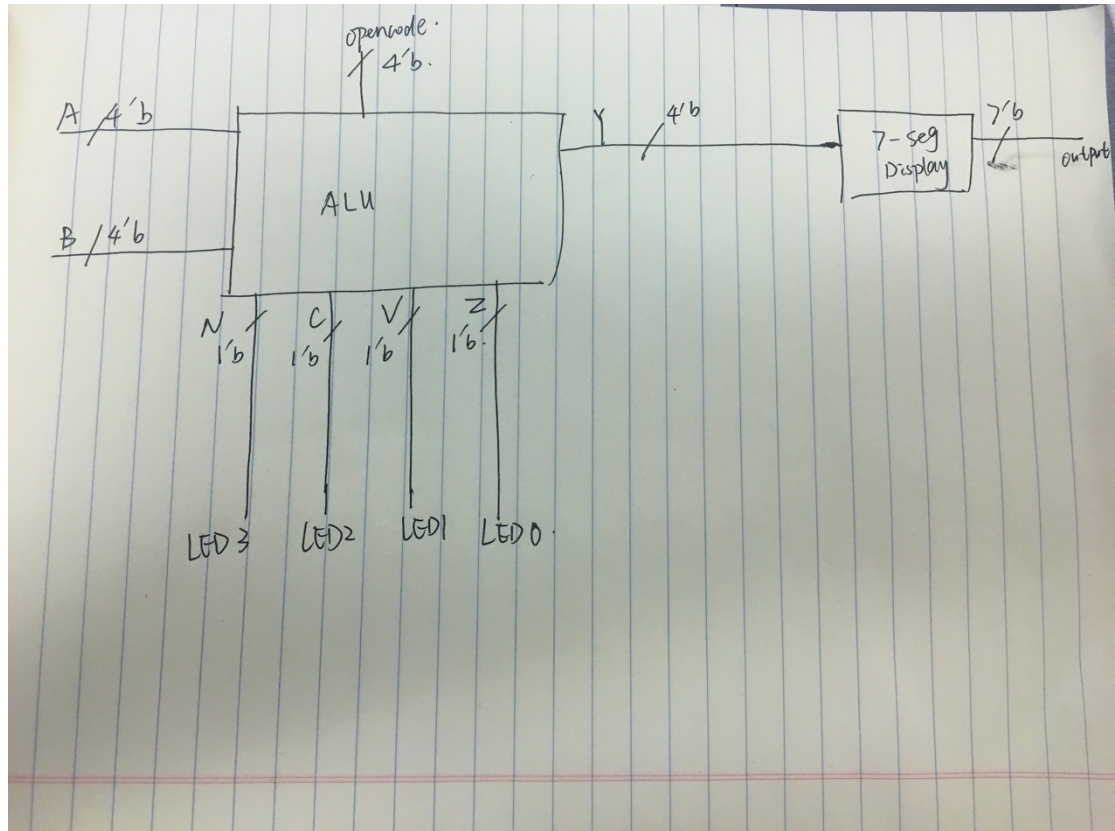 opencode.
4'b.
A 4'b
B 4'b
ALU
Y 4'b
7-seg
Display
7'b
output
N C V Z
1'b 1'b 1'b 1'b.
LED3 LED2 LED1 LED0.